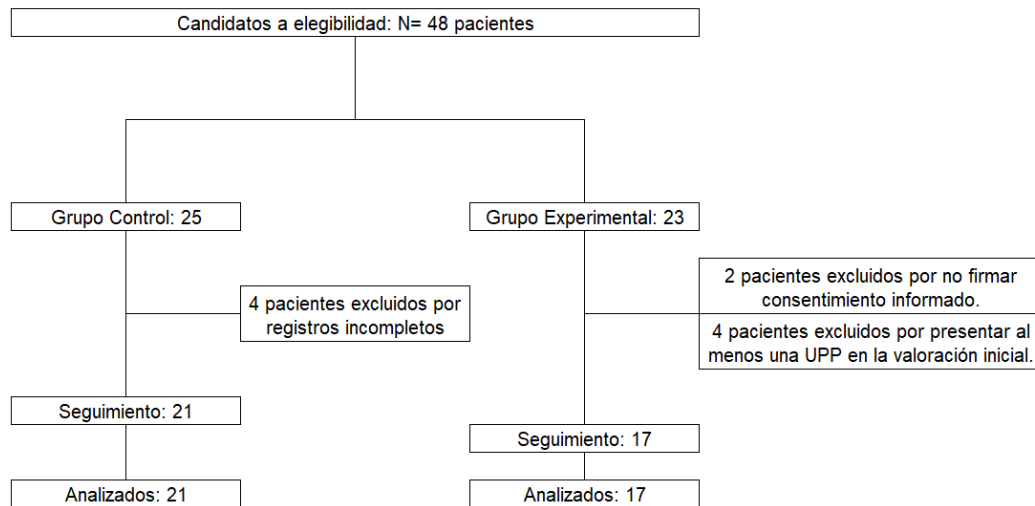 Candidatos a elegibilidad: N= 48 pacientes
Grupo Control: 25
Grupo Experimental: 23
4 pacientes excluidos por
registros incompletos
2 pacientes excluidos por no firmar
consentimiento informado.
4 pacientes excluidos por presentar al
menos una UPP en la valoración inicial.
Seguimiento: 21
Seguimiento: 17
Analizados: 21
Analizados: 17